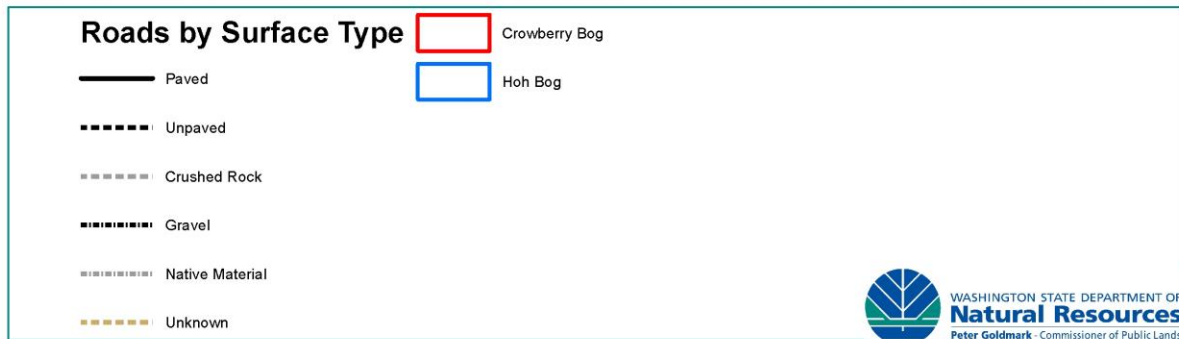 Roads by Surface Type
Paved
Unpaved
Crushed Rock
Gravel
Native Material
Unknown
Crowberry Bog
Hoh Bog
WASHINGTON STATE DEPARTMENT OF
Natural Resources
Peter Goldmark - Commissioner of Public Lands